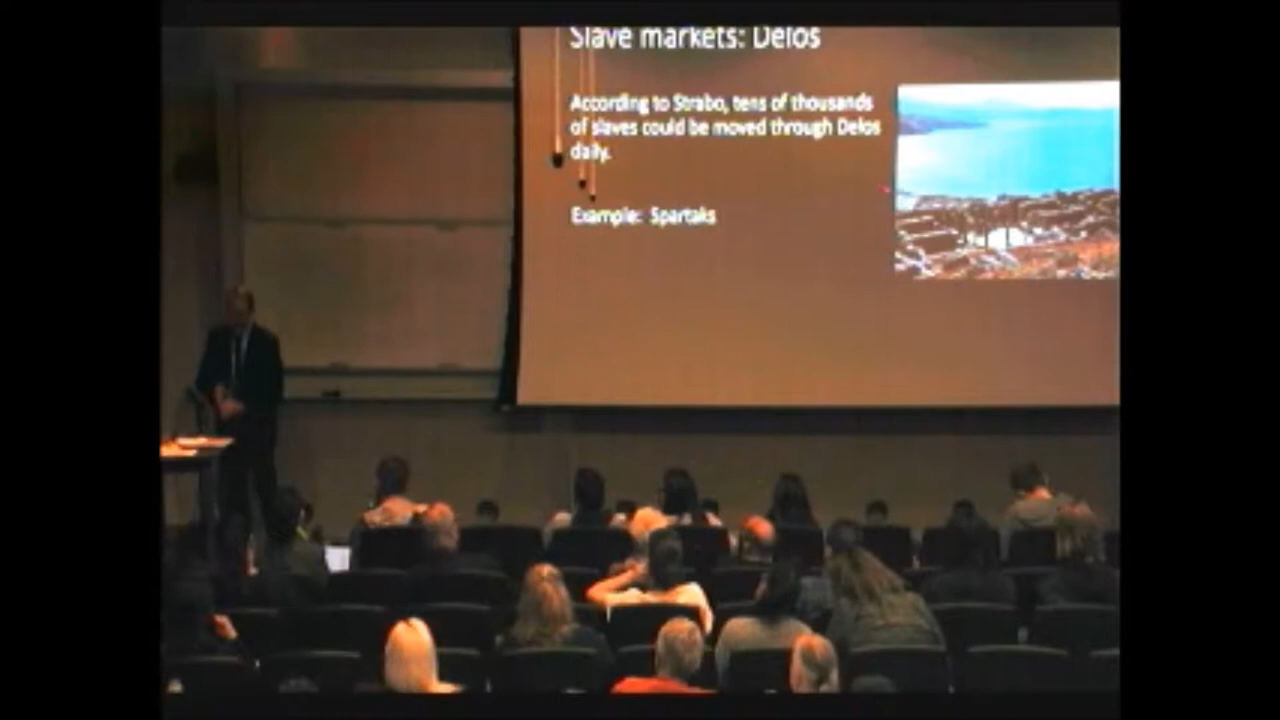 Slave markets: Delos
According to Strabo, tens of thousands
of slaves could be moved through Delos
daily.
Example: Spartaks